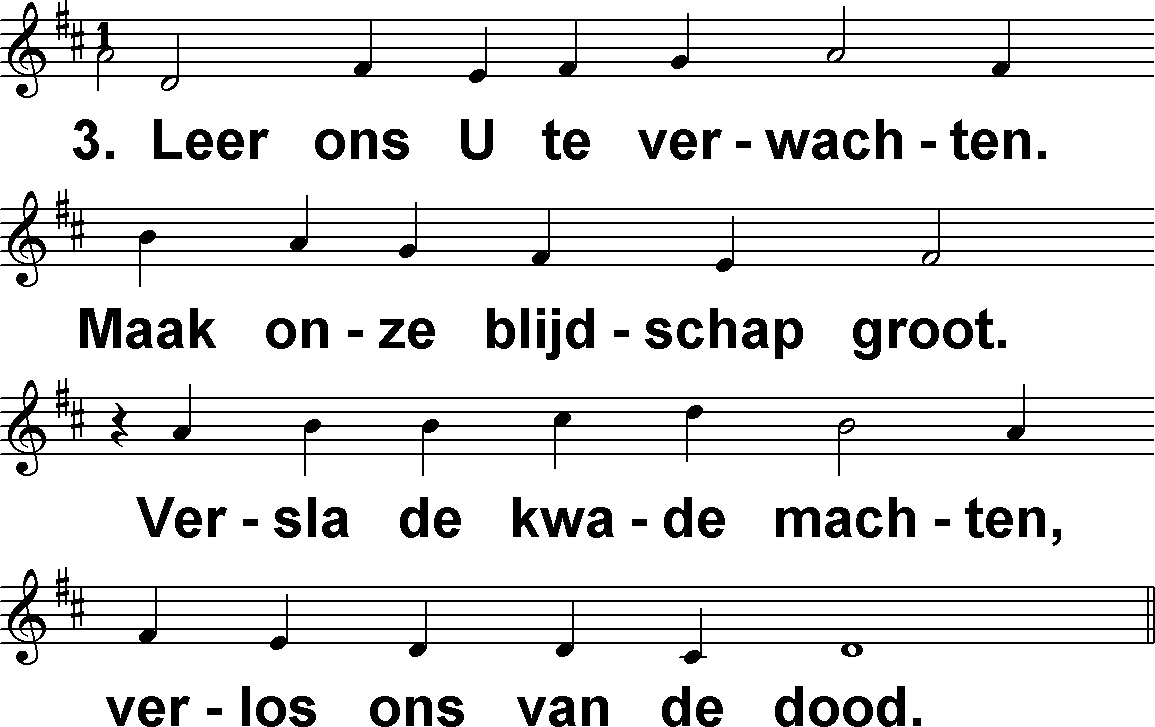 1
3. Leer ons U te ver - wach - ten.
Maak on - ze blijd - schap groot.
Ver - sla de kwa - de mach - ten,
ver - los ons van de dood.